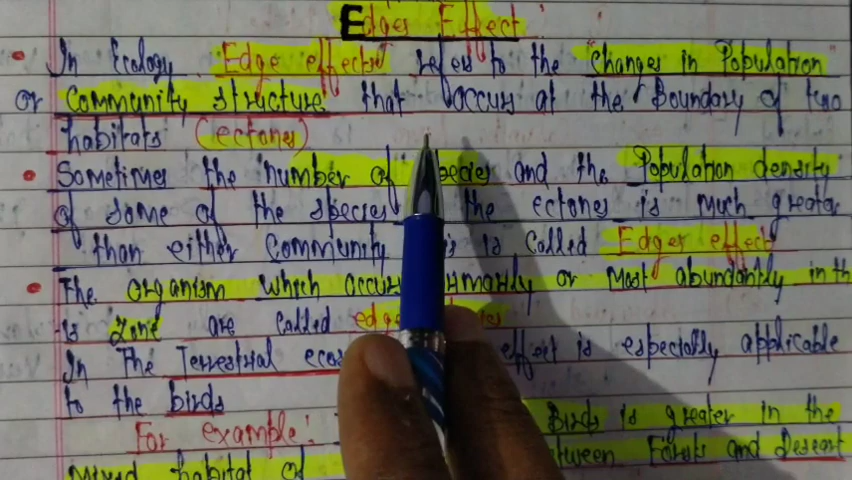 Edges Effect
In Ecology Edge effects refers to the "Changes in Population"
or Community structure that occurs at the Boundary of two
habitats (ectones)
Sometimes the number of species and the Population density
of some of the species the ectones is much greater
than either Community is is Called Edges effect
The organism which occurs or Most abundantly in th
is Zone are Called edge
In The Terrestrial effect is especially applicable
to the birds
For example:
Birds is greater in the
Mixed habitat of Forests and Desert